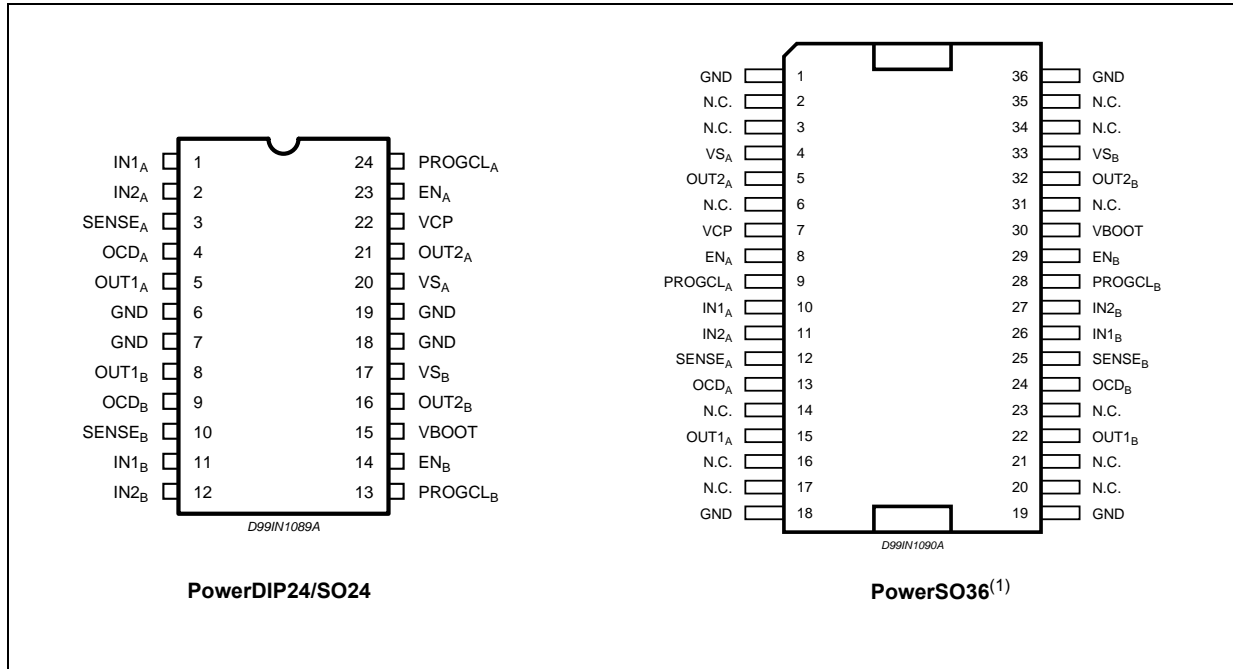 IN1A 1 24 PROGCLA
IN2A 2 23 ENA
SENSEA 3 22 VCP
OCDA 4 21 OUT2A
OUT1A 5 20 VSA
GND 6 19 GND
GND 7 18 GND
OUT1B 8 17 VSB
OCDB 9 16 OUT2B
SENSEB 10 15 VBOOT
IN1B 11 14 ENB
IN2B 12 13 PROGCLB
D99IN1089A
PowerDIP24/SO24
GND 1 36 GND
N.C. 2 35 N.C.
N.C. 3 34 N.C.
VSA 4 33 VSB
OUT2A 5 32 OUT2B
N.C. 6 31 N.C.
VCP 7 30 VBOOT
ENA 8 29 ENB
PROGCLA 9 28 PROGCLB
IN1A 10 27 IN2B
IN2A 11 26 IN1B
SENSEA 12 25 SENSEB
OCDA 13 24 OCDB
N.C. 14 23 N.C.
OUT1A 15 22 OUT1B
N.C. 16 21 N.C.
N.C. 17 20 N.C.
GND 18 19 GND
D99IN1090A
PowerSO36(1)